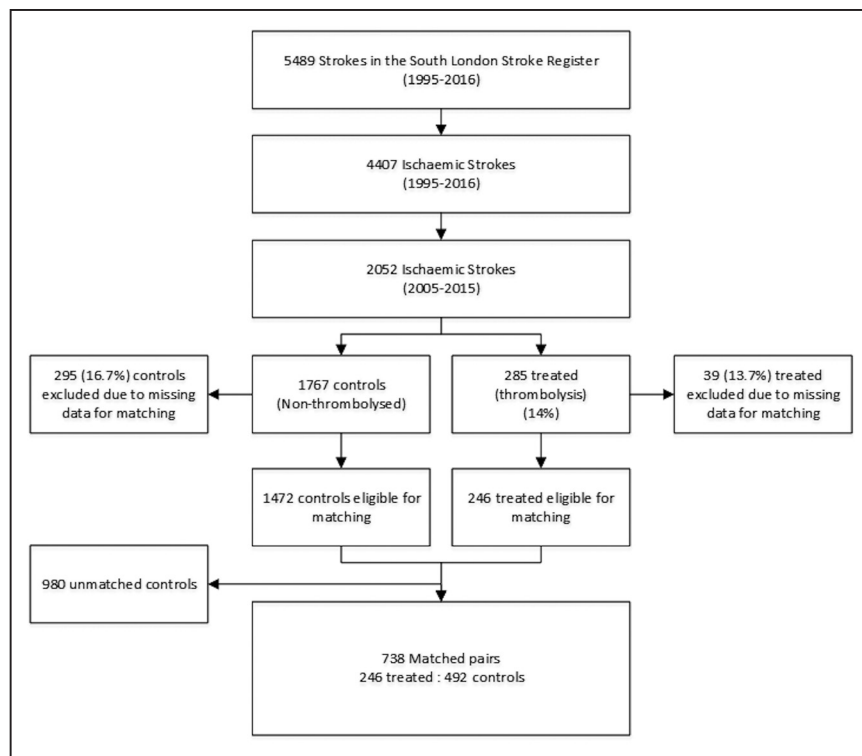 5489 Strokes in the South London Stroke Register
(1995-2016)
4407 Ischaemic Strokes
(1995-2016)
2052 Ischaemic Strokes
(2005-2015)
295 (16.7%) controls
excluded due to missing
data for matching
1767 controls
(Non-thrombolysed)
285 treated
(thrombolysis)
(14%)
39 (13.7%) treated
excluded due to missing
data for matching
1472 controls eligible for
matching
246 treated eligible for
matching
980 unmatched controls
738 Matched pairs
246 treated : 492 controls